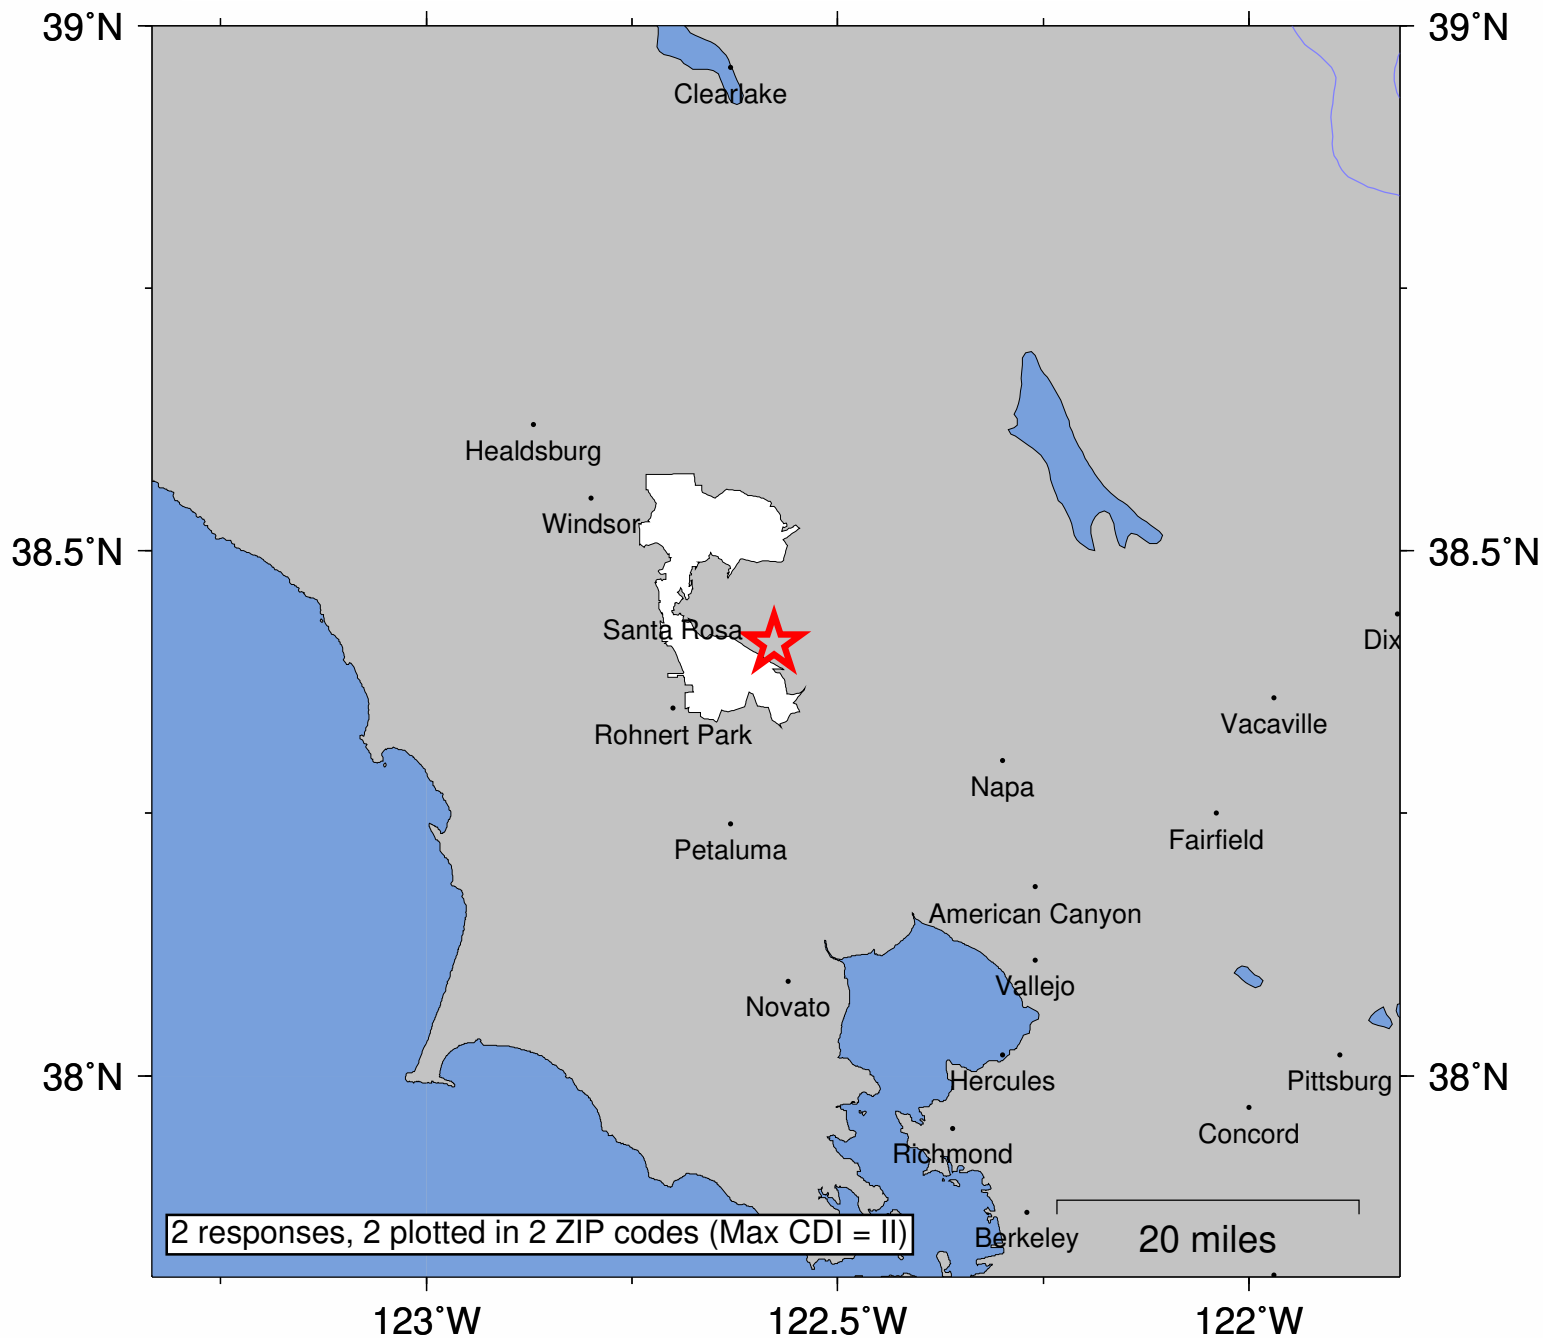 39°N
39°N
Clearlake
Healdsburg
Windsor
38.5°N
38.5°N
Santa Rosa
Dix
Vacaville
Rohnert Park
Napa
Fairfield
Petaluma
American Canyon
Vallejo
Novato
38°N
Hercules
Pittsburg
38°N
Concord
Richmond
2 responses, 2 plotted in 2 ZIP codes (Max CDI = II)
Berkeley
20 miles
123°W
122.5°W
122°W